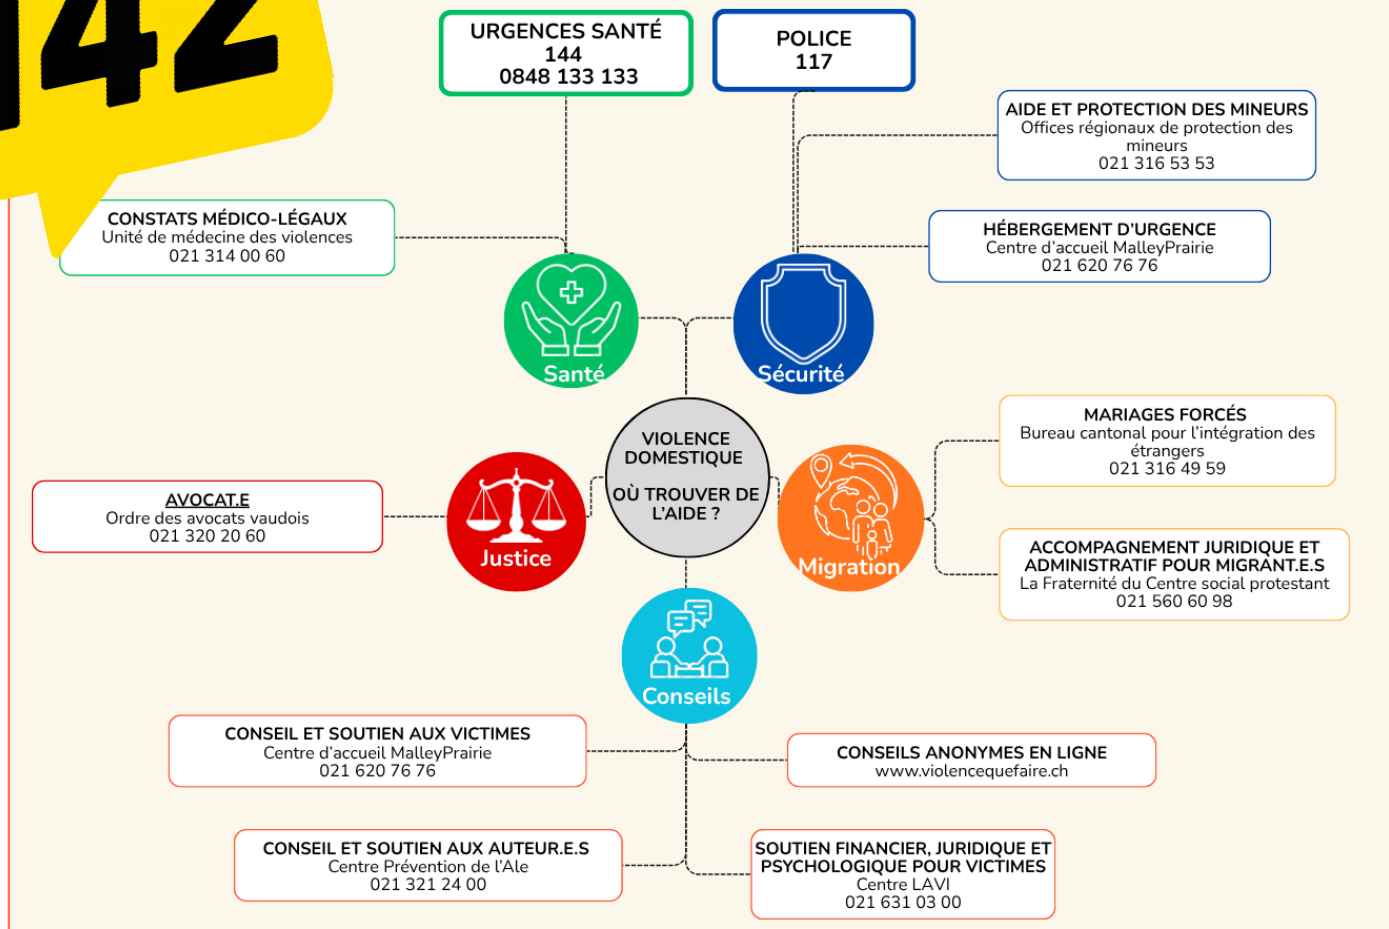 142
URGENCES SANTÉ
144
0848 133 133
POLICE
117
AIDE ET PROTECTION DES MINEURS
Offices régionaux de protection des
mineurs
021 316 53 53
CONSTATS MÉDICO-LÉGAUX
Unité de médecine des violences
021 314 00 60
HÉBERGEMENT D'URGENCE
Centre d'accueil MalleyPrairie
021 620 76 76
Santé
Sécurité
VIOLENCE
DOMESTIQUE
OÙ TROUVER DE
L'AIDE ?
MARIAGES FORCÉS
Bureau cantonal pour l'intégration des
étrangers
021 316 49 59
AVOCAT.E
Ordre des avocats vaudois
021 320 20 60
Justice
Migration
ACCOMPAGNEMENT JURIDIQUE ET
ADMINISTRATIF POUR MIGRANT.E.S
La Fraternité du Centre social protestant
021 560 60 98
Conseils
CONSEIL ET SOUTIEN AUX VICTIMES
Centre d'accueil MalleyPrairie
021 620 76 76
CONSEILS ANONYMES EN LIGNE
www.violencequefaire.ch
CONSEIL ET SOUTIEN AUX AUTEUR.E.S
Centre Prévention de l'Ale
021 321 24 00
SOUTIEN FINANCIER, JURIDIQUE ET
PSYCHOLOGIQUE POUR VICTIMES
Centre LAVI
021 631 03 00